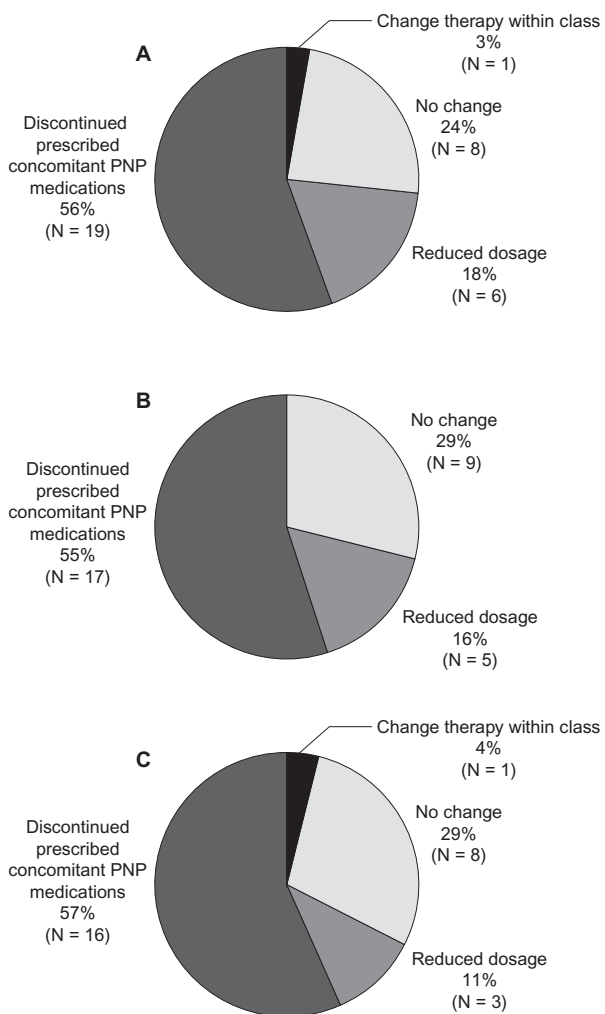 A
Change therapy within class
3%
(N = 1)
No change
24%
(N = 8)
Discontinued
prescribed
concomitant PNP
medications
56%
(N = 19)
Reduced dosage
18%
(N = 6)
B
No change
29%
(N = 9)
Discontinued
prescribed
concomitant PNP
medications
55%
(N = 17)
Reduced dosage
16%
(N = 5)
C
Change therapy within class
4%
(N = 1)
No change
29%
(N = 8)
Discontinued
prescribed
concomitant PNP
medications
57%
(N = 16)
Reduced dosage
11%
(N = 3)